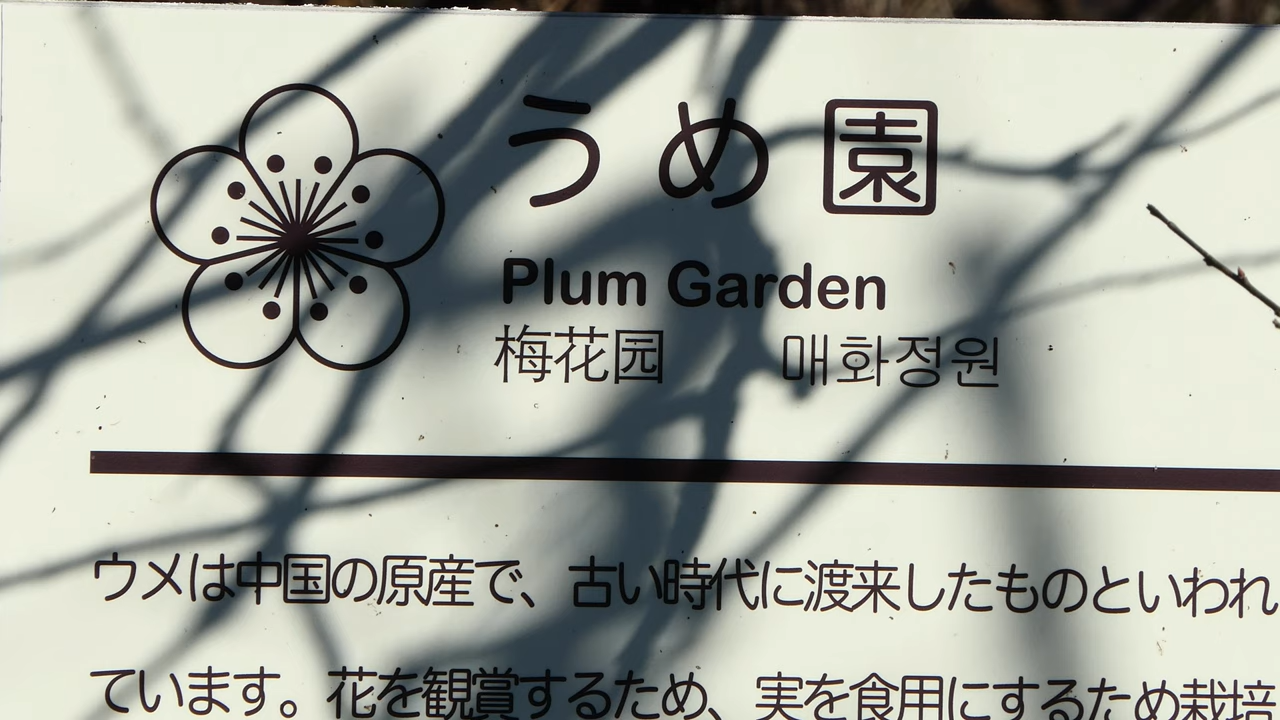 うめ園
Plum Garden
梅花园 매화정원
ウメは中国の原産で、古い時代に渡来したものといわれ
ています。花を観賞するため、実を食用にするため栽培